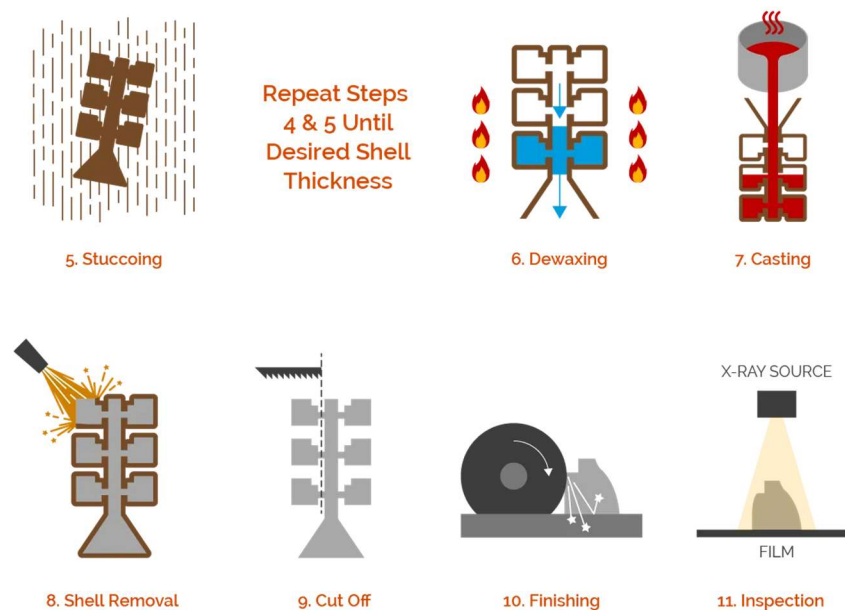 Repeat Steps
4 & 5 Until
Desired Shell
Thickness
5. Stuccoing
6. Dewaxing
7. Casting
X-RAY SOURCE
FILM
8. Shell Removal
9. Cut Off
10. Finishing
11. Inspection